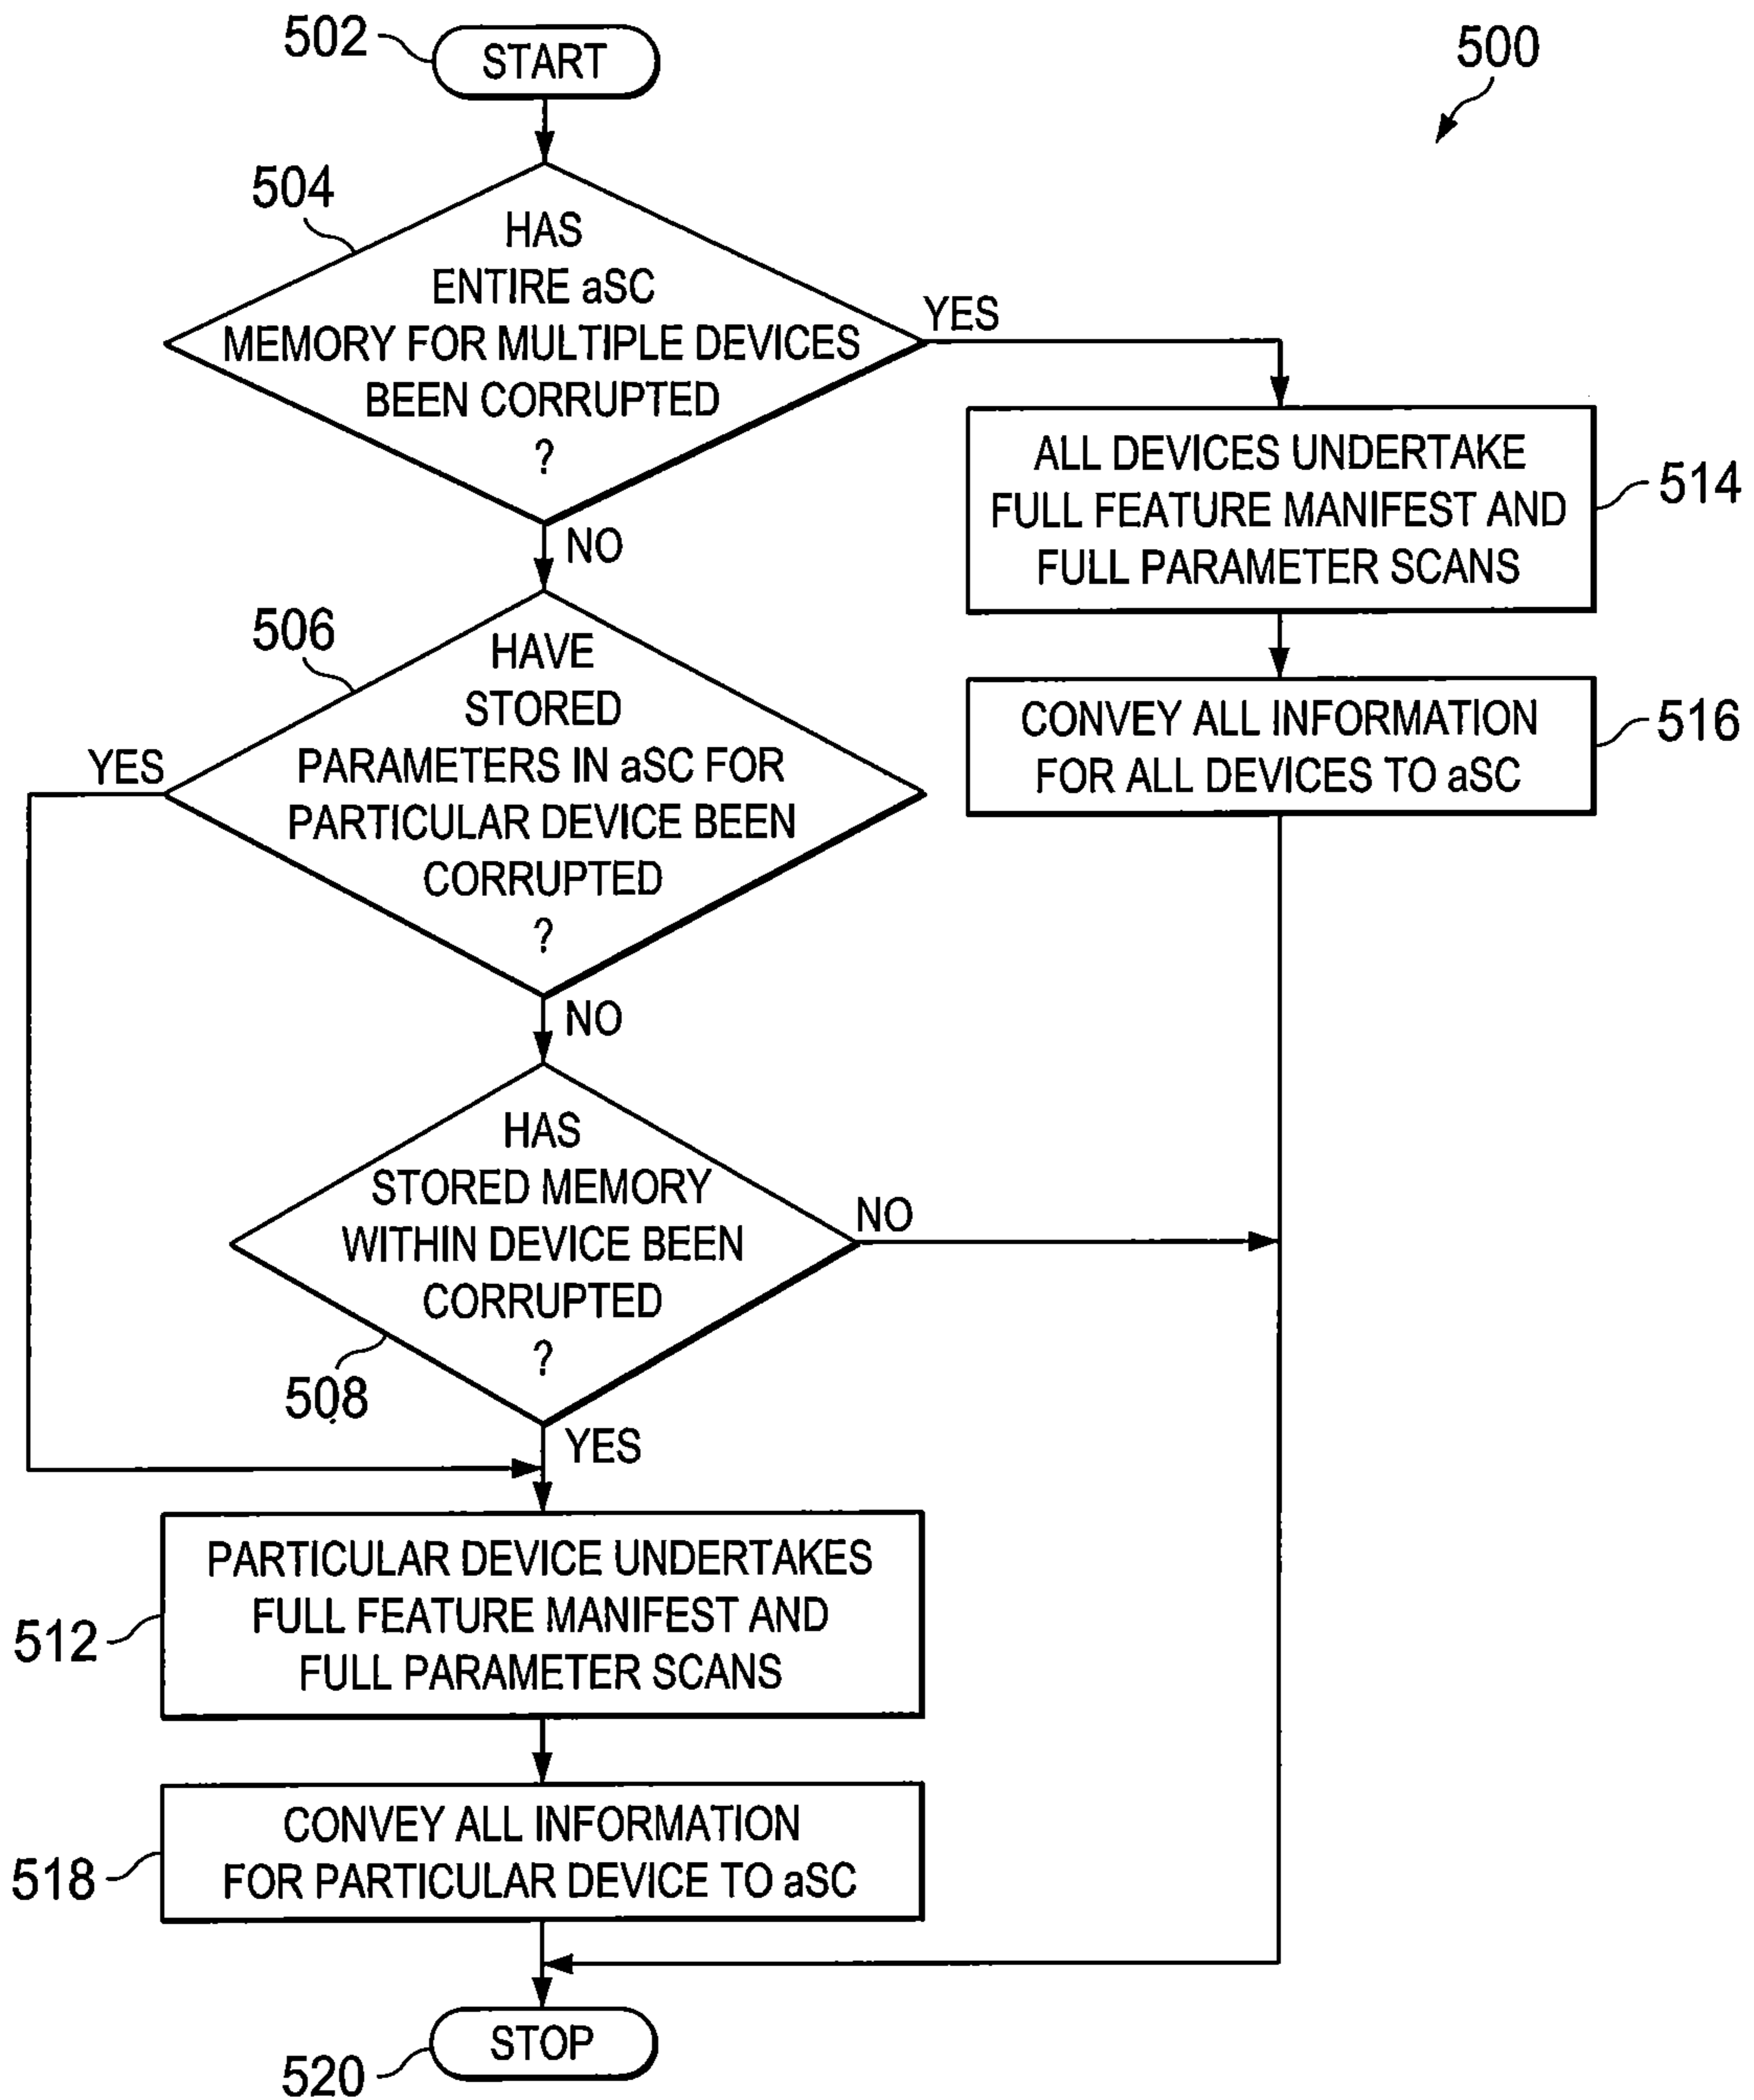 502
START
500
504
HAS
ENTIRE aSC
MEMORY FOR MULTIPLE DEVICES
BEEN CORRUPTED
?
YES
NO
ALL DEVICES UNDERTAKE
FULL FEATURE MANIFEST AND
FULL PARAMETER SCANS
514
506
HAVE
STORED
PARAMETERS IN aSC FOR
PARTICULAR DEVICE BEEN
CORRUPTED
?
YES
NO
CONVEY ALL INFORMATION
FOR ALL DEVICES TO aSC
516
HAS
STORED MEMORY
WITHIN DEVICE BEEN
CORRUPTED
?
508
NO
YES
PARTICULAR DEVICE UNDERTAKES
FULL FEATURE MANIFEST AND
FULL PARAMETER SCANS
512
CONVEY ALL INFORMATION
FOR PARTICULAR DEVICE TO aSC
518
STOP
520